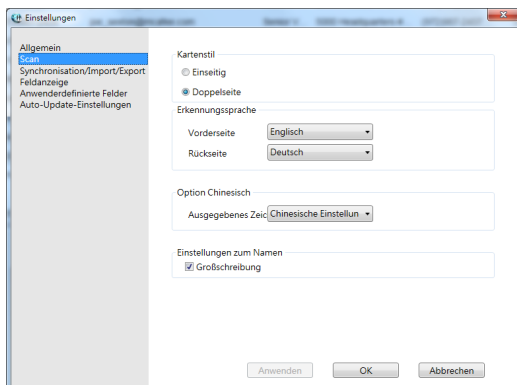 Einstellungen
Allgemein
Scan
Synchronisation/Import/Export
Feldanzeige
Anwenderdefinierte Felder
Auto-Update-Einstellungen
Kartenstil
Einseitig
Doppelseite
Erkennungssprache
Vorderseite Englisch
Rückseite Deutsch
Option Chinesisch
Ausgegebenes Zeic Chinesische Einstellun
Einstellungen zum Namen
Großschreibung
Anwenden OK Abbrechen